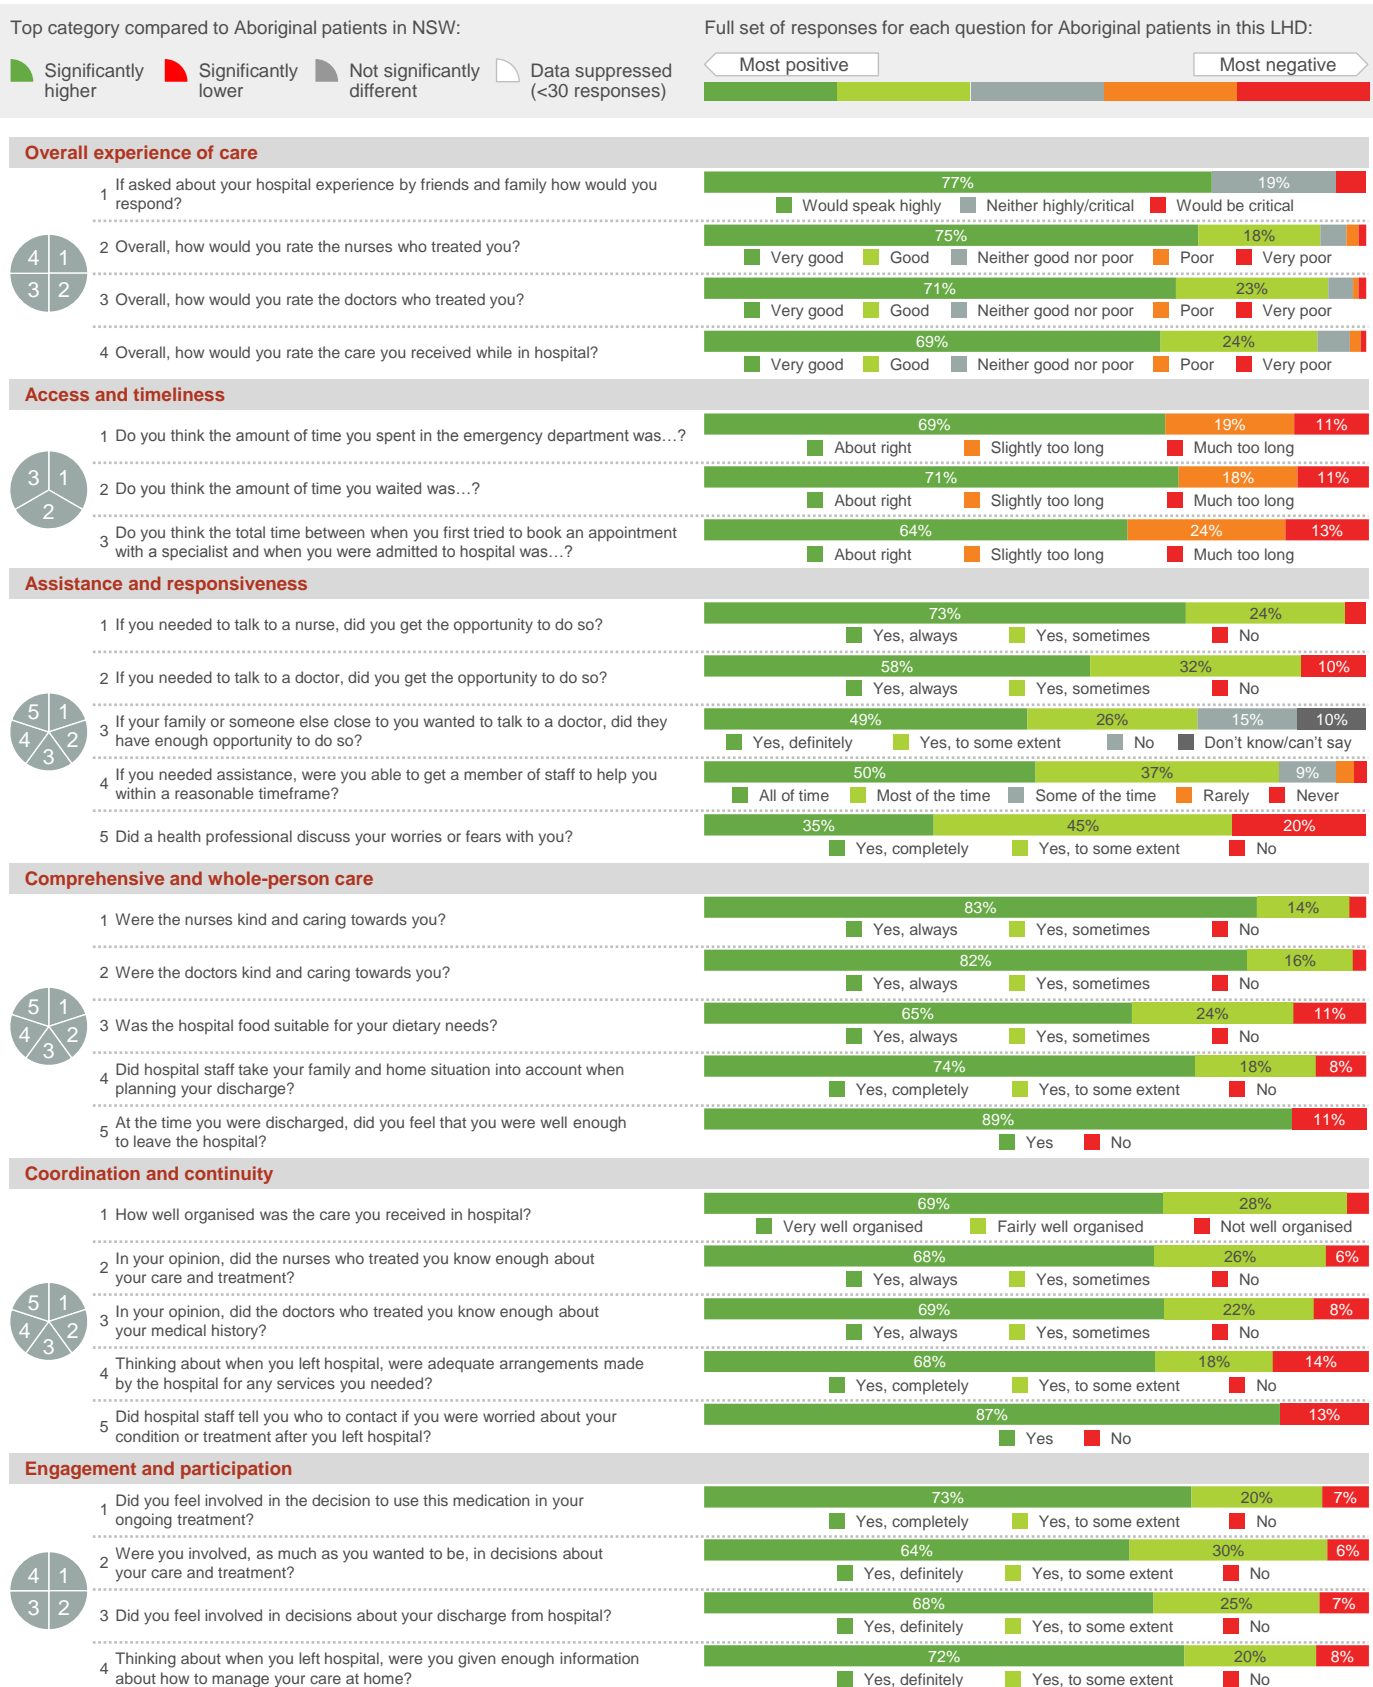 Top category compared to Aboriginal patients in NSW:
Full set of responses for each question for Aboriginal patients in this LHD:
Significantly higher
Significantly lower
Not significantly different
Data suppressed (<30 responses)
Most positive
Most negative
Overall experience of care
4 1
3 2
1 If asked about your hospital experience by friends and family how would you
respond?
77% 19%
Would speak highly Neither highly/critical Would be critical
2 Overall, how would you rate the nurses who treated you?
75% 18%
Very good Good Neither good nor poor Poor Very poor
3 Overall, how would you rate the doctors who treated you?
71% 23%
Very good Good Neither good nor poor Poor Very poor
4 Overall, how would you rate the care you received while in hospital?
69% 24%
Very good Good Neither good nor poor Poor Very poor
Access and timeliness
3 1
2
1 Do you think the amount of time you spent in the emergency department was…?
69% 19% 11%
About right Slightly too long Much too long
2 Do you think the amount of time you waited was…?
71% 18% 11%
About right Slightly too long Much too long
3 Do you think the total time between when you first tried to book an appointment
with a specialist and when you were admitted to hospital was…?
64% 24% 13%
About right Slightly too long Much too long
Assistance and responsiveness
5 1
4 2
3
1 If you needed to talk to a nurse, did you get the opportunity to do so?
73% 24%
Yes, always Yes, sometimes No
2 If you needed to talk to a doctor, did you get the opportunity to do so?
58% 32% 10%
Yes, always Yes, sometimes No
3 If your family or someone else close to you wanted to talk to a doctor, did they
have enough opportunity to do so?
49% 26% 15% 10%
Yes, definitely Yes, to some extent No Don't know/can't say
4 If you needed assistance, were you able to get a member of staff to help you
within a reasonable timeframe?
50% 37% 9%
All of time Most of the time Some of the time Rarely Never
5 Did a health professional discuss your worries or fears with you?
35% 45% 20%
Yes, completely Yes, to some extent No
Comprehensive and whole-person care
5 1
4 2
3
1 Were the nurses kind and caring towards you?
83% 14%
Yes, always Yes, sometimes No
2 Were the doctors kind and caring towards you?
82% 16%
Yes, always Yes, sometimes No
3 Was the hospital food suitable for your dietary needs?
65% 24% 11%
Yes, always Yes, sometimes No
4 Did hospital staff take your family and home situation into account when
planning your discharge?
74% 18% 8%
Yes, completely Yes, to some extent No
5 At the time you were discharged, did you feel that you were well enough
to leave the hospital?
89% 11%
Yes No
Coordination and continuity
5 1
4 2
3
1 How well organised was the care you received in hospital?
69% 28%
Very well organised Fairly well organised Not well organised
2 In your opinion, did the nurses who treated you know enough about
your care and treatment?
68% 26% 6%
Yes, always Yes, sometimes No
3 In your opinion, did the doctors who treated you know enough about
your medical history?
69% 22% 8%
Yes, always Yes, sometimes No
4 Thinking about when you left hospital, were adequate arrangements made
by the hospital for any services you needed?
68% 18% 14%
Yes, completely Yes, to some extent No
5 Did hospital staff tell you who to contact if you were worried about your
condition or treatment after you left hospital?
87% 13%
Yes No
Engagement and participation
4 1
3 2
1 Did you feel involved in the decision to use this medication in your
ongoing treatment?
73% 20% 7%
Yes, completely Yes, to some extent No
2 Were you involved, as much as you wanted to be, in decisions about
your care and treatment?
64% 30% 6%
Yes, definitely Yes, to some extent No
3 Did you feel involved in decisions about your discharge from hospital?
68% 25% 7%
Yes, definitely Yes, to some extent No
4 Thinking about when you left hospital, were you given enough information
about how to manage your care at home?
72% 20% 8%
Yes, definitely Yes, to some extent No